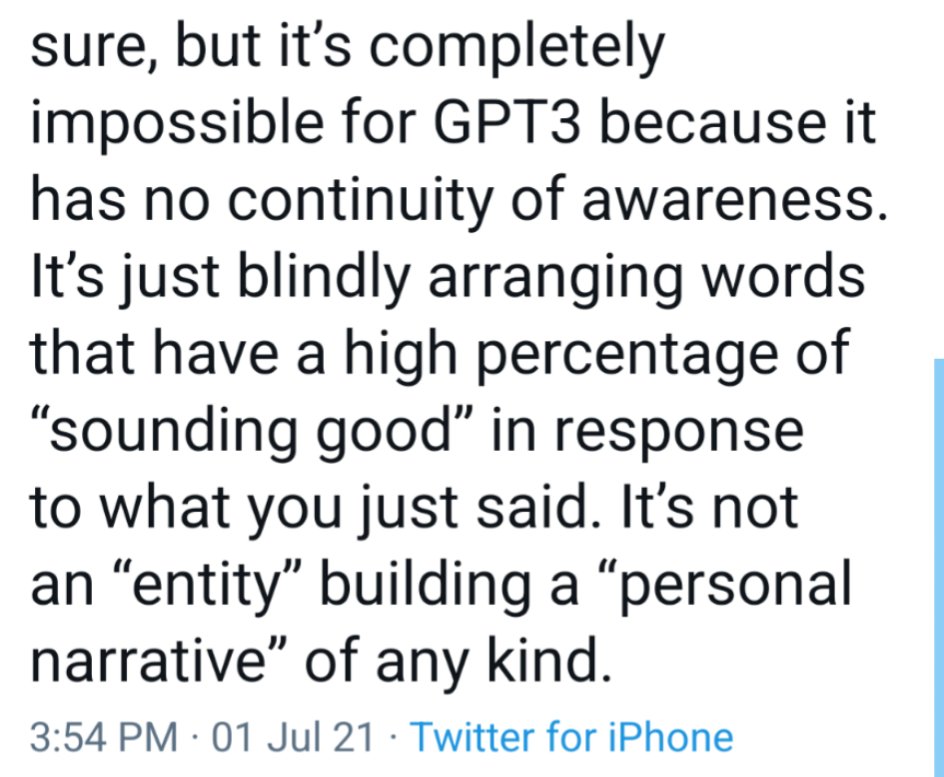 sure, but it’s completely
impossible for GPT3 because it
has no continuity of awareness.
It’s just blindly arranging words
that have a high percentage of
“sounding good” in response
to what you just said. It’s not
an “entity” building a “personal
narrative” of any kind.
3:54 PM · 01 Jul 21 · Twitter for iPhone